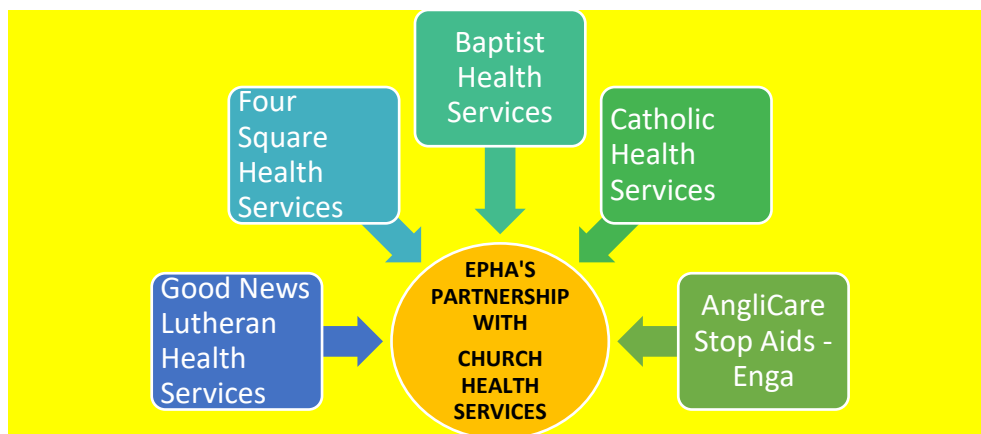 Baptist
Health
Services
Four
Square
Health
Services
Catholic
Health
Services
Good News
Lutheran
Health
Services
EPHA'S
PARTNERSHIP
WITH
CHURCH
HEALTH
SERVICES
AngliCare
Stop Aids -
Enga